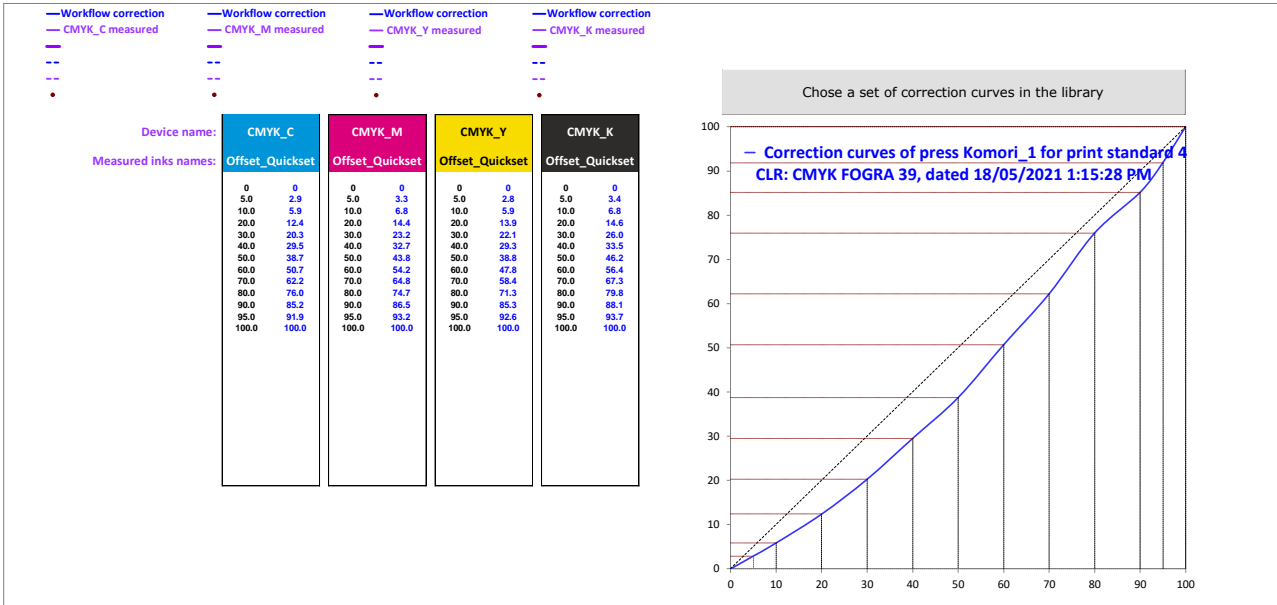 Workflow correction Workflow correction Workflow correction Workflow correction
CMYK_C measured CMYK_M measured CMYK_Y measured CMYK_K measured
Chose a set of correction curves in the library
Device name: CMYK_C CMYK_M CMYK_Y CMYK_K
Measured inks names: Offset_Quickset Offset_Quickset Offset_Quickset Offset_Quickset
0 0 0 0 0 0 0 0
5.0 2.9 5.0 3.3 5.0 2.8 5.0 3.4
10.0 5.9 10.0 6.8 10.0 5.9 10.0 6.8
20.0 12.4 20.0 14.4 20.0 13.9 20.0 14.6
30.0 20.3 30.0 23.2 30.0 22.1 30.0 26.0
40.0 29.5 40.0 32.7 40.0 29.3 40.0 33.5
50.0 38.7 50.0 43.8 50.0 38.8 50.0 46.2
60.0 50.7 60.0 54.2 60.0 47.8 60.0 56.4
70.0 62.2 70.0 64.8 70.0 58.4 70.0 67.3
80.0 76.0 80.0 74.7 80.0 71.3 80.0 79.8
90.0 85.2 90.0 86.5 90.0 85.3 90.0 88.1
95.0 91.9 95.0 93.2 95.0 92.6 95.0 93.7
100.0 100.0 100.0 100.0 100.0 100.0 100.0 100.0
Correction curves of press Komori_1 for print standard 4
CLR: CMYK FOGRA 39, dated 18/05/2021 1:15:28 PM
100
90
80
70
60
50
40
30
20
10
0
0 10 20 30 40 50 60 70 80 90 100